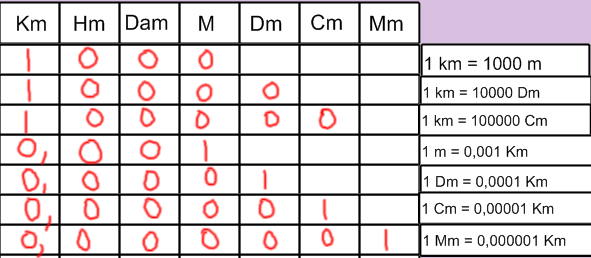 Km Hm Dam M Dm Cm Mm
1 0 0 0 1 km = 1000 m
1 0 0 0 0 1 km = 10000 Dm
1 0 0 0 0 0 1 km = 100000 Cm
0, 0 0 1 1 m = 0,001 Km
0, 0 0 0 1 1 Dm = 0,0001 Km
0, 0 0 0 0 1 1 Cm = 0,00001 Km
0, 0 0 0 0 0 1 1 Mm = 0,000001 Km